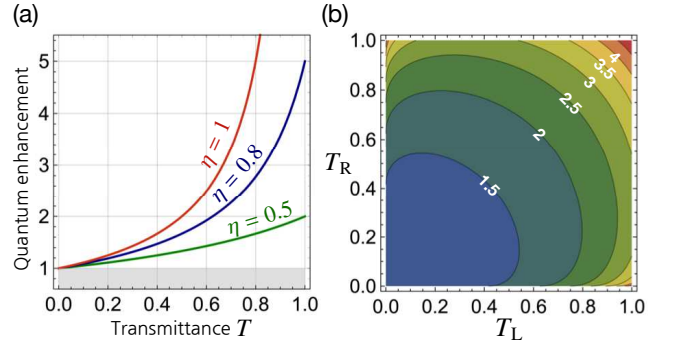 (a)
Quantum enhancement
5
4
3
2
1
η = 1
η = 0.8
η = 0.5
0.0 0.2 0.4 0.6 0.8 1.0
Transmittance T
(b)
T_R
1.0
0.8
0.6
0.4
0.2
0.0
4
3.5
3
2.5
2
1.5
0.0 0.2 0.4 0.6 0.8 1.0
T_L